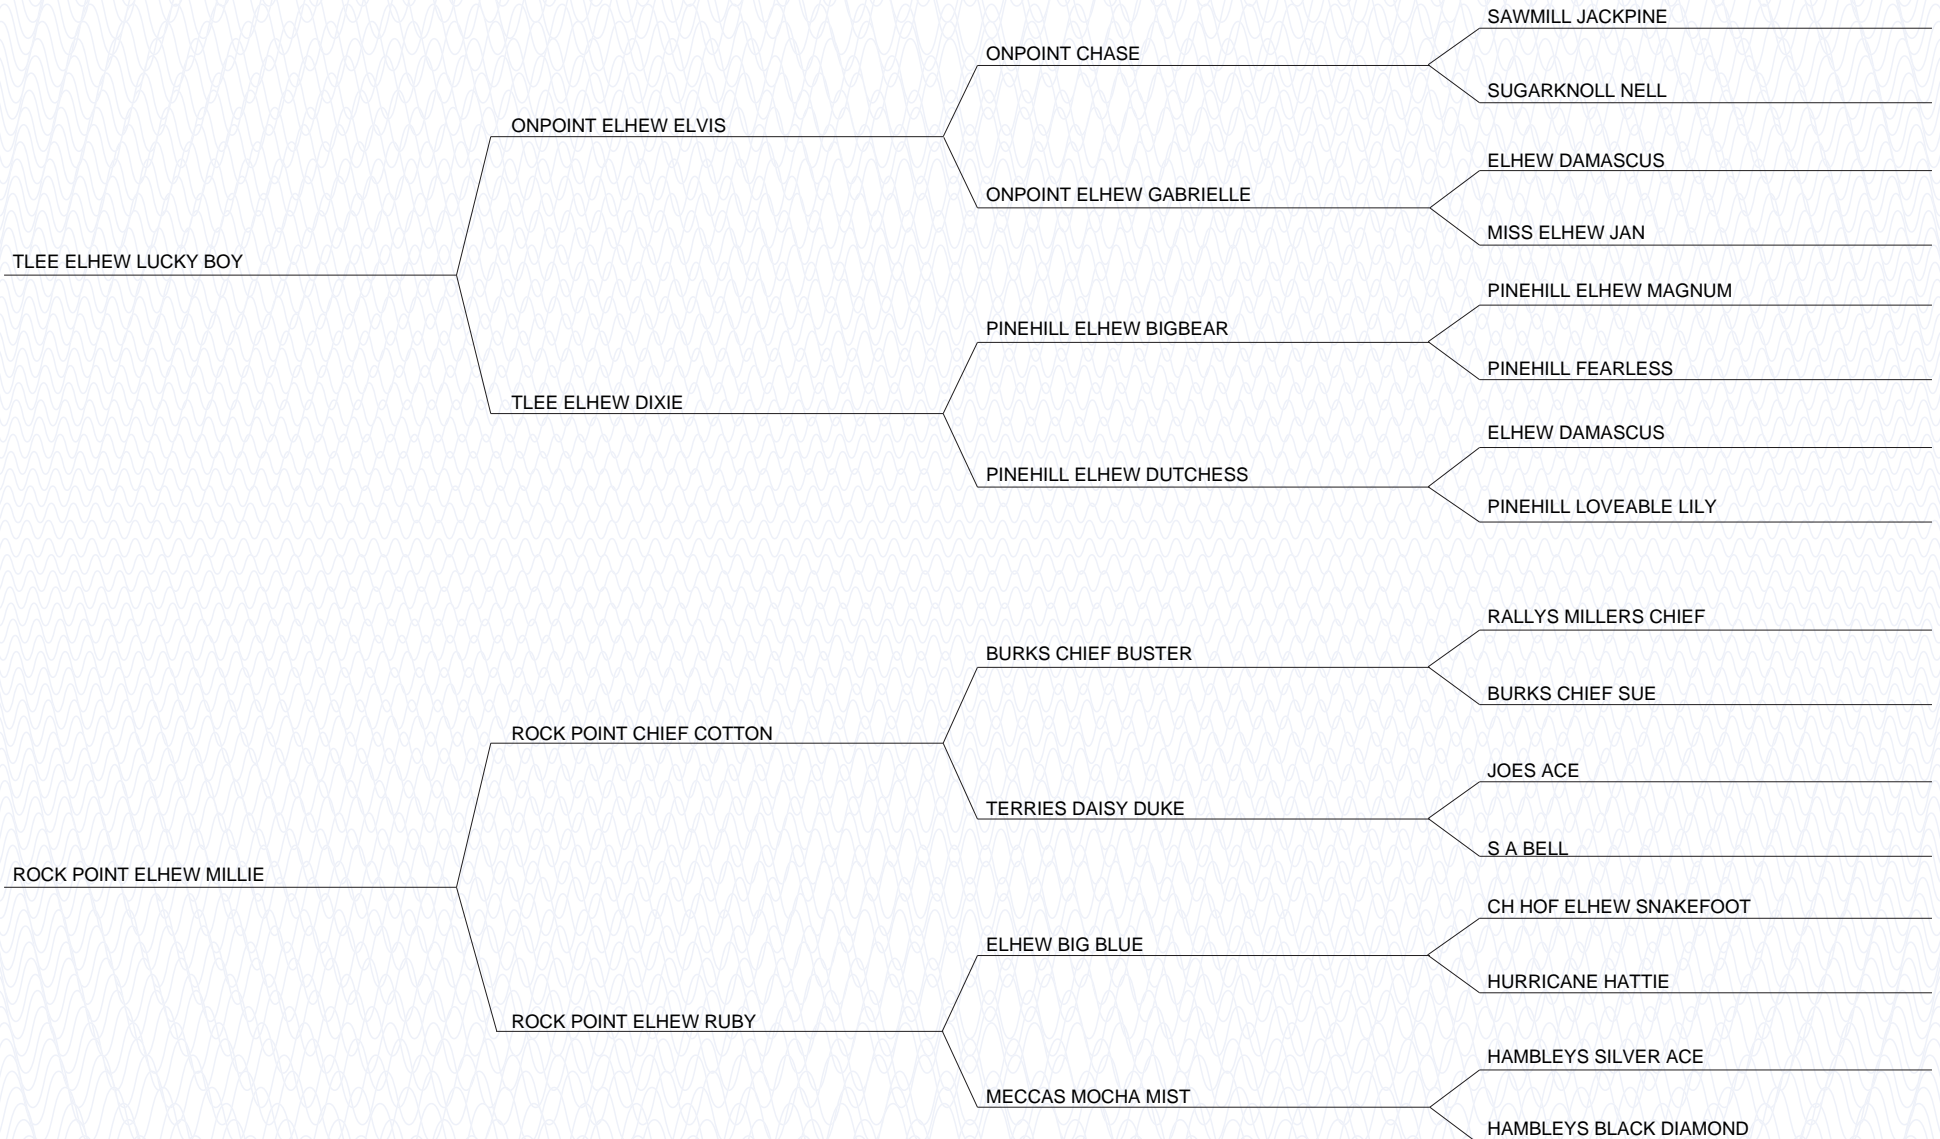 SAWMILL JACKPINE
ONPOINT CHASE
SUGARKNOLL NELL
ONPOINT ELHEW ELVIS
ELHEW DAMASCUS
ONPOINT ELHEW GABRIELLE
MISS ELHEW JAN
TLEE ELHEW LUCKY BOY
PINEHILL ELHEW MAGNUM
PINEHILL ELHEW BIGBEAR
PINEHILL FEARLESS
TLEE ELHEW DIXIE
ELHEW DAMASCUS
PINEHILL ELHEW DUTCHESS
PINEHILL LOVEABLE LILY
RALLYS MILLERS CHIEF
BURKS CHIEF BUSTER
BURKS CHIEF SUE
ROCK POINT CHIEF COTTON
JOES ACE
TERRIES DAISY DUKE
S A BELL
ROCK POINT ELHEW MILLIE
CH HOF ELHEW SNAKEFOOT
ELHEW BIG BLUE
HURRICANE HATTIE
ROCK POINT ELHEW RUBY
HAMBLEYS SILVER ACE
MECCAS MOCHA MIST
HAMBLEYS BLACK DIAMOND